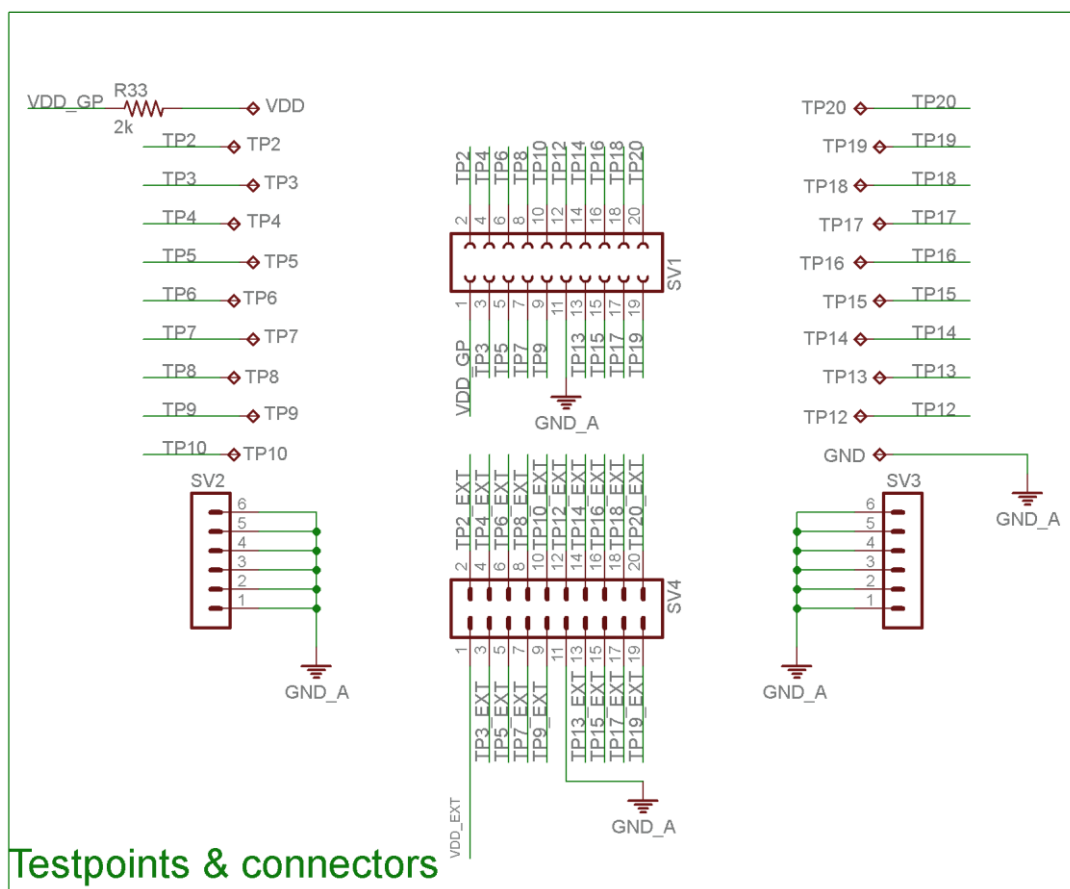 R33
VDD_GP
VDD
2k
TP2 TP2
TP3 TP3
TP4 TP4
TP5 TP5
TP6 TP6
TP7 TP7
TP8 TP8
TP9 TP9
TP10 TP10
TP2 TP4 TP6 TP8 TP10 TP12 TP14 TP16 TP18 TP20
2 4 6 8 10 12 14 16 18 20
SV1
1 3 5 7 9 11 13 15 17 19
VDD_GP TP3 TP5 TP7 TP9 TP13 TP15 TP17 TP19
GND_A
TP20 TP20
TP19 TP19
TP18 TP18
TP17 TP17
TP16 TP16
TP15 TP15
TP14 TP14
TP13 TP13
TP12 TP12
GND
GND_A
SV2
6
5
4
3
2
1
GND_A
TP2_EXT TP4_EXT TP6_EXT TP8_EXT TP10_EXT TP12_EXT TP14_EXT TP16_EXT TP18_EXT TP20_EXT
2 4 6 8 10 12 14 16 18 20
SV4
1 3 5 7 9 11 13 15 17 19
VDD_EXT TP3_EXT TP5_EXT TP7_EXT TP9_EXT TP13_EXT TP15_EXT TP17_EXT TP19_EXT
GND_A
SV3
6
5
4
3
2
1
GND_A
Testpoints & connectors